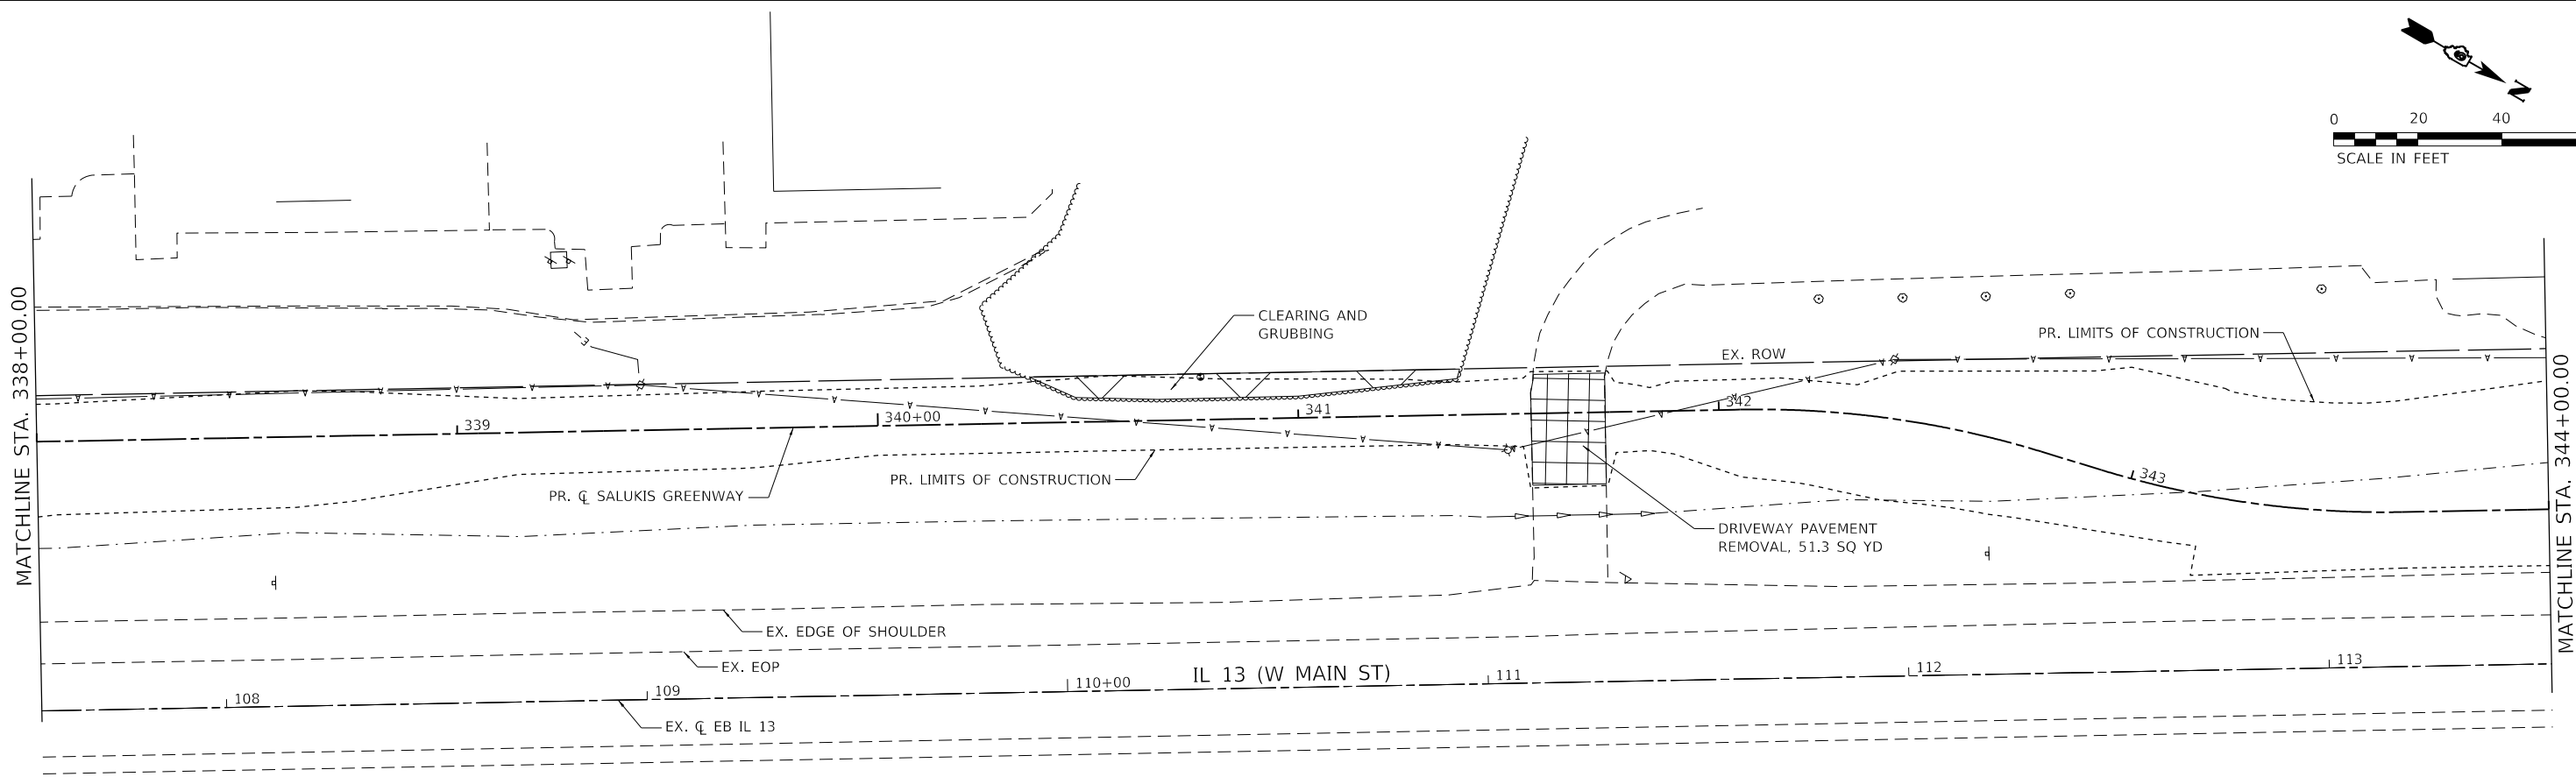 N
0 20 40
SCALE IN FEET
MATCHLINE STA. 338+00.00
CLEARING AND
GRUBBING
PR. LIMITS OF CONSTRUCTION
EX. ROW
MATCHLINE STA. 344+00.00
339
340+00
341
342
343
PR. ℄ SALUKIS GREENWAY
PR. LIMITS OF CONSTRUCTION
DRIVEWAY PAVEMENT
REMOVAL, 51.3 SQ YD
EX. EDGE OF SHOULDER
EX. EOP
IL 13 (W MAIN ST)
108
109
110+00
111
112
113
EX. ℄ EB IL 13